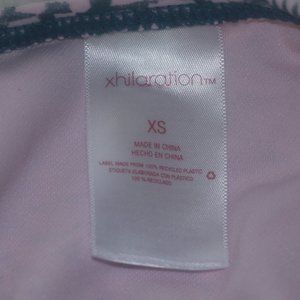 xhilaration™
XS
MADE IN CHINA
HECHO EN CHINA
LABEL MADE FROM 100% RECYCLED PLASTIC
ETIQUETA ELABORADA CON PLÁSTICO
100 % RECICLADO